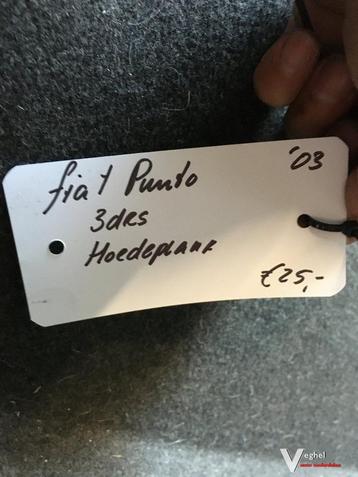 fiat Punto '03
3drs
Hoedeplank
€25,-
Veghel